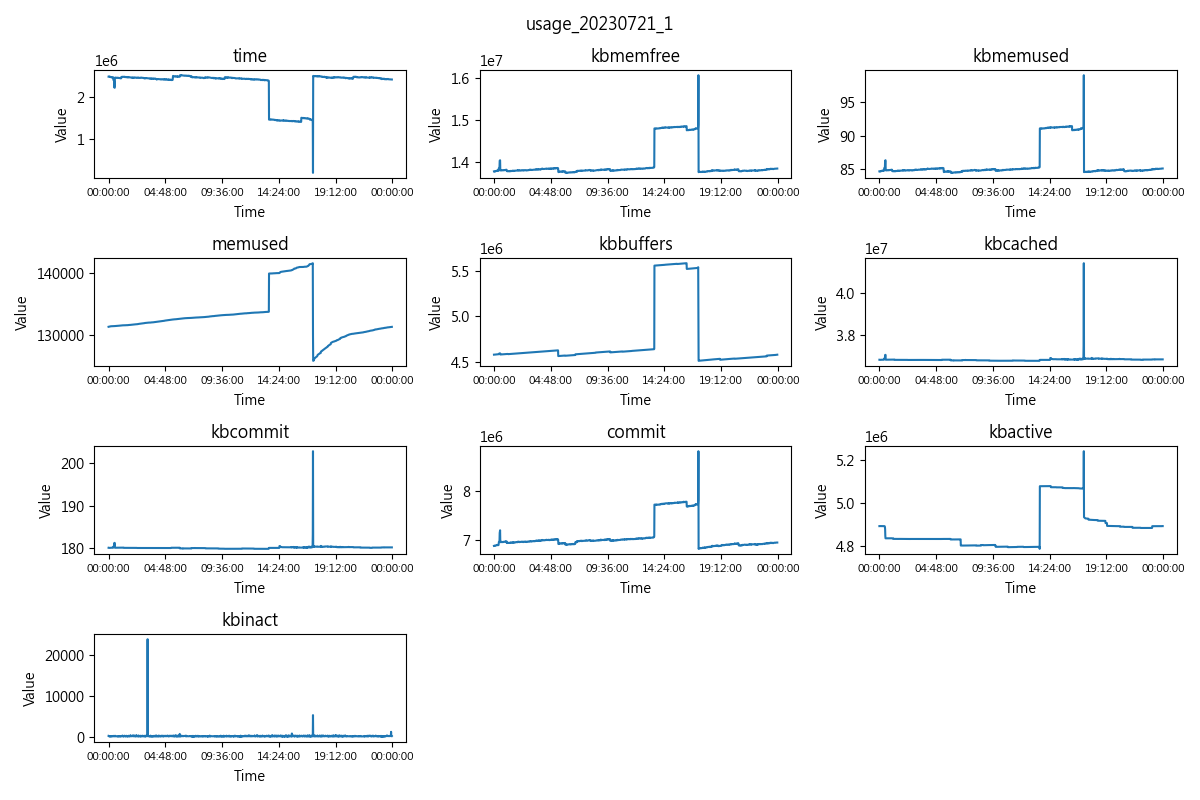 usage_20230721_1
time
1e6
Value
2
1
00:00:00 04:48:00 09:36:00 14:24:00 19:12:00 00:00:00
Time
kbmemfree
1e7
Value
1.6
1.5
1.4
00:00:00 04:48:00 09:36:00 14:24:00 19:12:00 00:00:00
Time
kbmemused
Value
95
90
85
00:00:00 04:48:00 09:36:00 14:24:00 19:12:00 00:00:00
Time
memused
Value
140000
130000
00:00:00 04:48:00 09:36:00 14:24:00 19:12:00 00:00:00
Time
kbbuffers
1e6
Value
5.5
5.0
4.5
00:00:00 04:48:00 09:36:00 14:24:00 19:12:00 00:00:00
Time
kbcached
1e7
Value
4.0
3.8
00:00:00 04:48:00 09:36:00 14:24:00 19:12:00 00:00:00
Time
kbcommit
Value
200
190
180
00:00:00 04:48:00 09:36:00 14:24:00 19:12:00 00:00:00
Time
commit
1e6
Value
8
7
00:00:00 04:48:00 09:36:00 14:24:00 19:12:00 00:00:00
Time
kbactive
1e6
Value
5.2
5.0
4.8
00:00:00 04:48:00 09:36:00 14:24:00 19:12:00 00:00:00
Time
kbinact
Value
20000
10000
0
00:00:00 04:48:00 09:36:00 14:24:00 19:12:00 00:00:00
Time